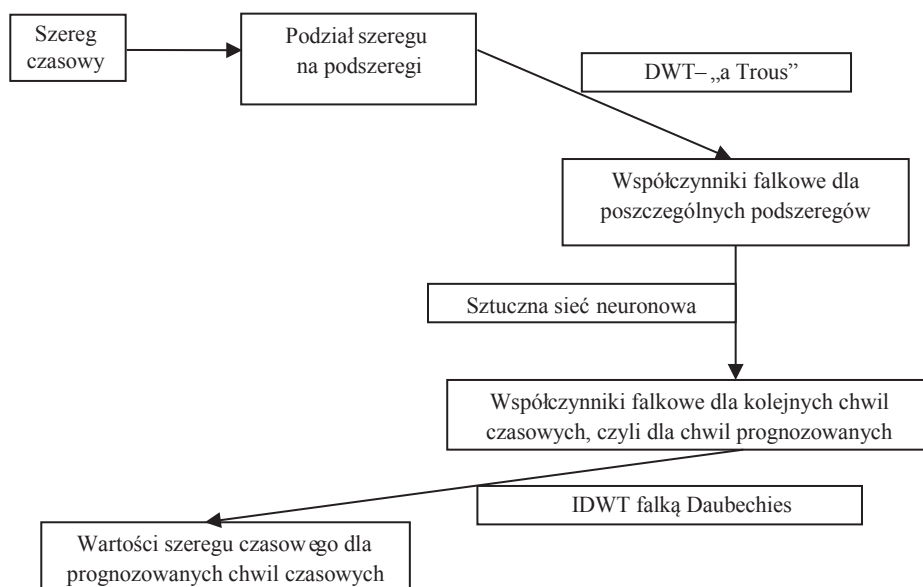 Szereg
czasowy
Podział szeregu
na podszeregi
DWT– „a Trous”
Współczynniki falkowe dla
poszczególnych podszeregów
Sztuczna sieć neuronowa
Współczynniki falkowe dla kolejnych chwil
czasowych, czyli dla chwil prognozowanych
IDWT falką Daubechies
Wartości szeregu czasowego dla
prognozowanych chwil czasowych